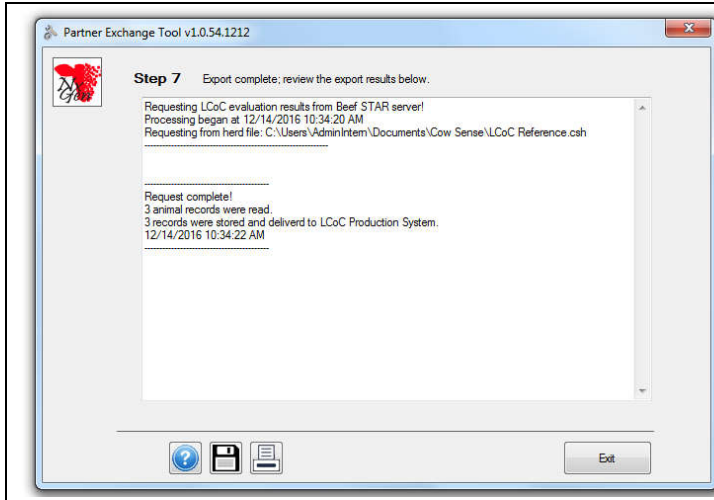 Partner Exchange Tool v1.0.54.1212
Step 7 Export complete; review the export results below.
Requesting LCoC evaluation results from Beef STAR server!
Processing began at 12/14/2016 10:34:20 AM
Requesting from herd file: C:\Users\AdminIntern\Documents\Cow Sense\LCoC Reference.csh
------------------------------------------------------------
----------------------------------------
Request complete!
3 animal records were read.
3 records were stored and deliverd to LCoC Production System.
12/14/2016 10:34:22 AM
----------------------------------------
Exit